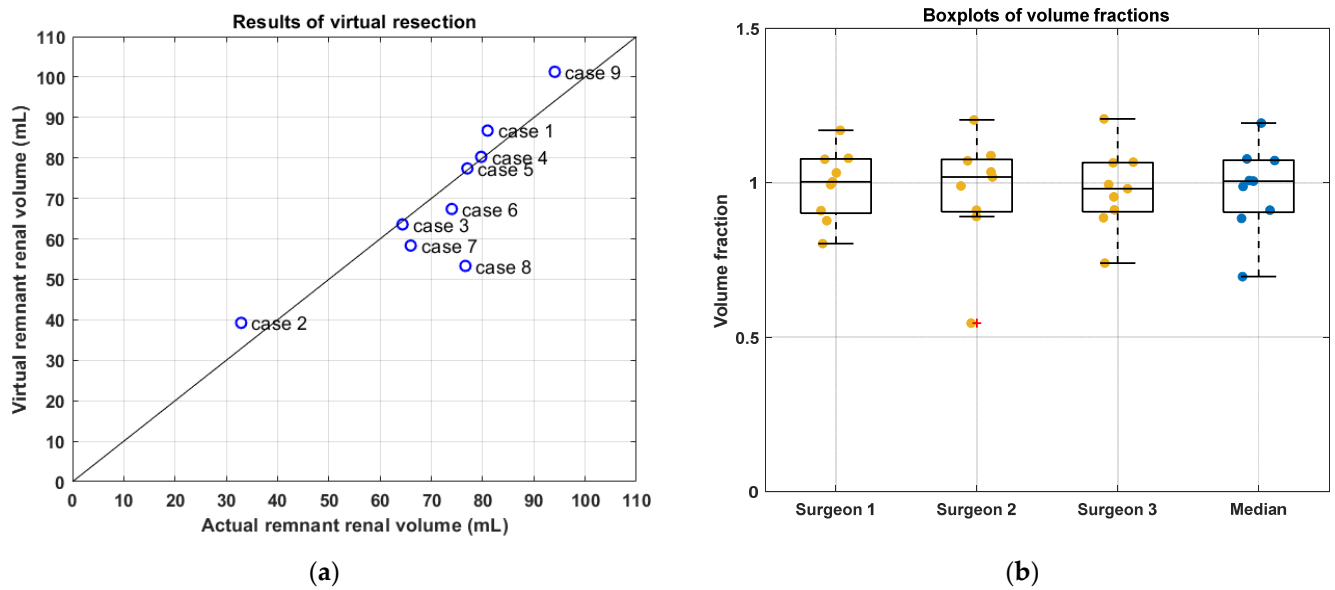 Results of virtual resection
Virtual remnant renal volume (mL)
110
100
90
80
70
60
50
40
30
20
10
0
case 9
case 1
case 4
case 5
case 6
case 3
case 7
case 8
case 2
0 10 20 30 40 50 60 70 80 90 100 110
Actual remnant renal volume (mL)
(a)
Boxplots of volume fractions
Volume fraction
1.5
1
0.5
0
Surgeon 1 Surgeon 2 Surgeon 3 Median
(b)